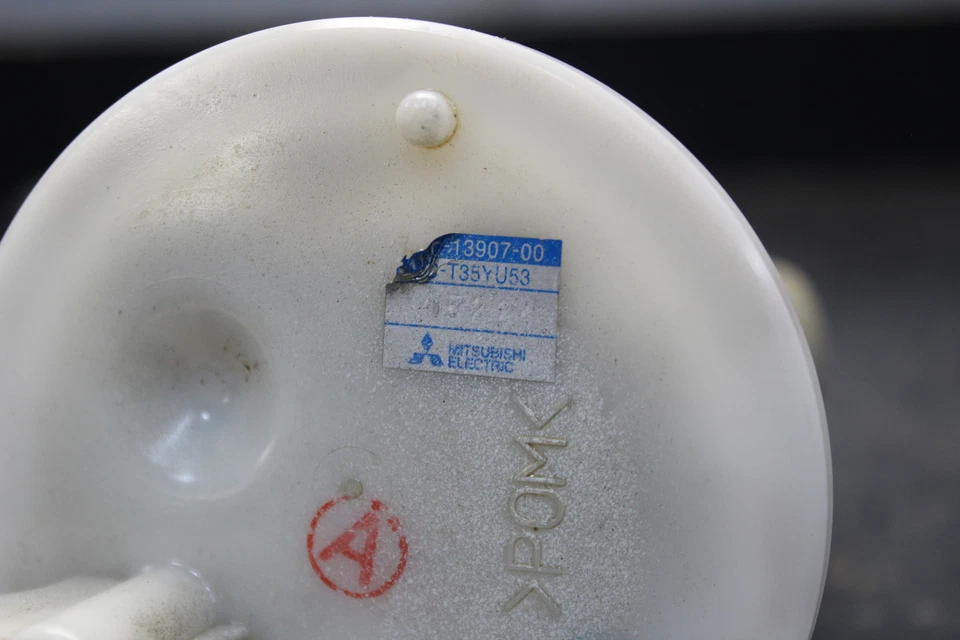 -13907-00
-T35YU53
MITSUBISHI
ELECTRIC
>POM<
A